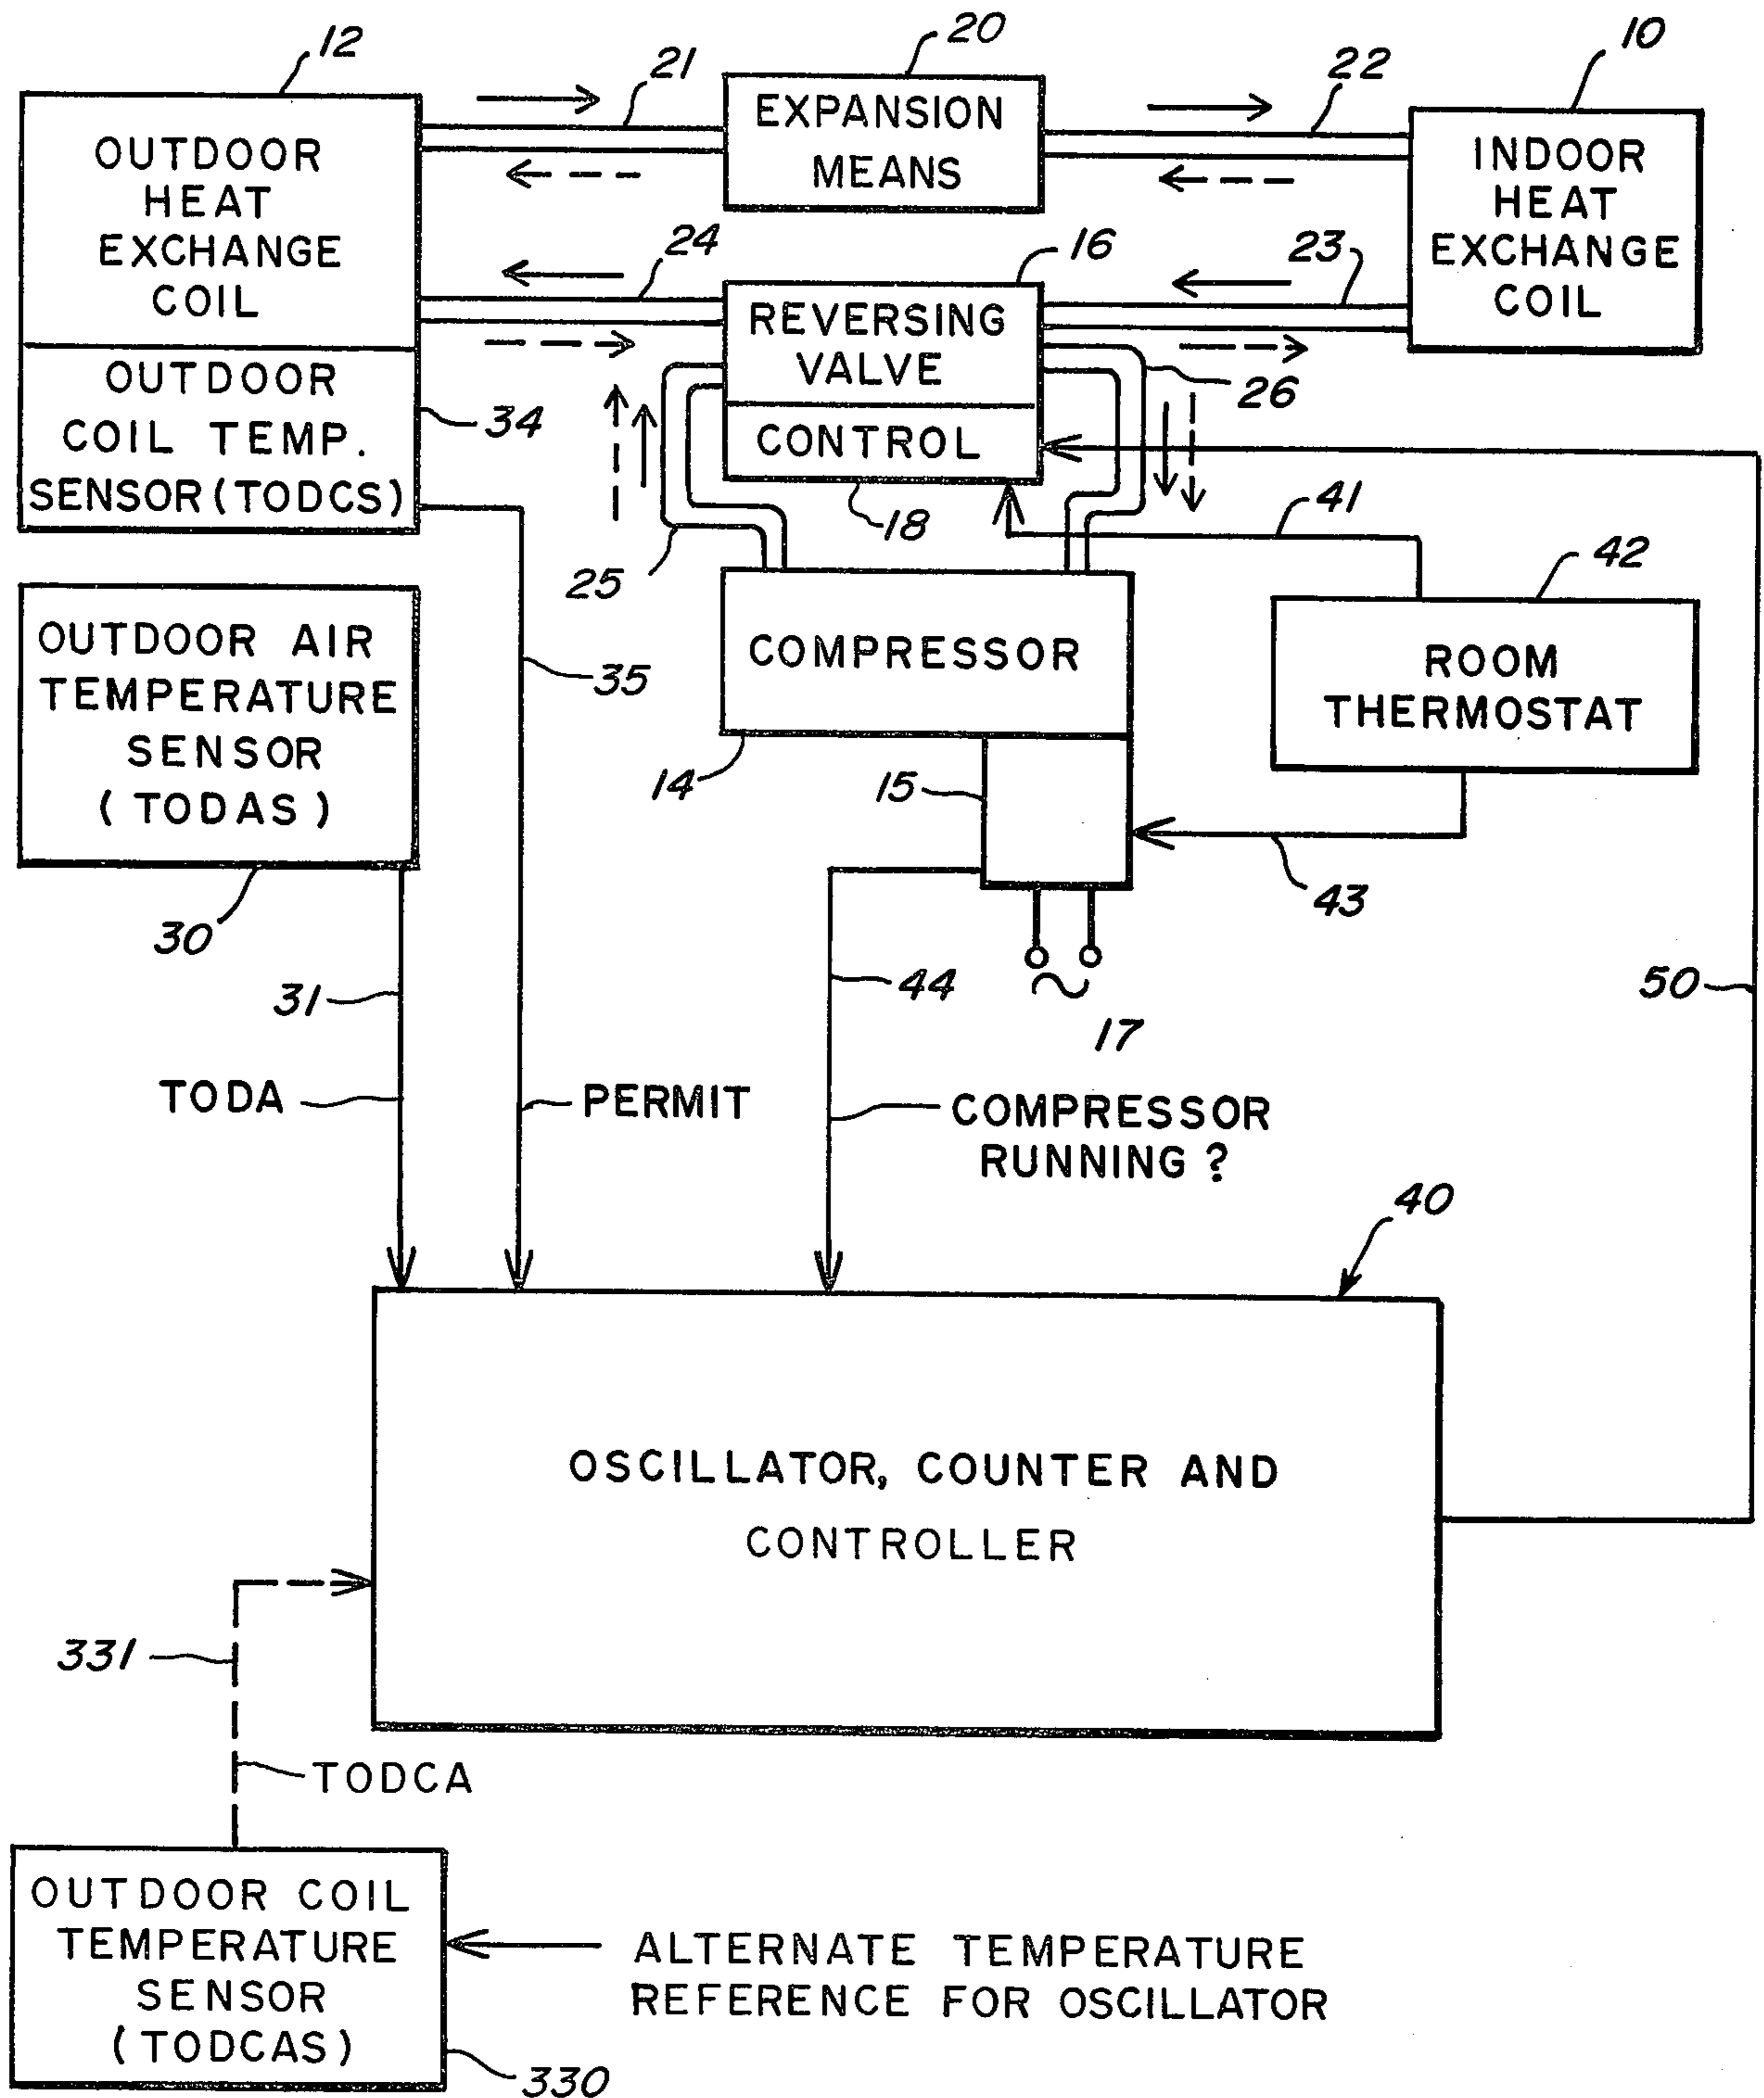 12
21
20
22
10
OUTDOOR
HEAT
EXCHANGE
COIL
EXPANSION
MEANS
INDOOR
HEAT
EXCHANGE
COIL
24
16
23
REVERSING
VALVE
CONTROL
26
OUTDOOR
COIL TEMP.
SENSOR (TODCS)
34
18
41
25
42
OUTDOOR AIR
TEMPERATURE
SENSOR
(TODAS)
35
COMPRESSOR
ROOM
THERMOSTAT
14
15
43
30
31
44
17
50
TODA
PERMIT
COMPRESSOR
RUNNING ?
40
OSCILLATOR, COUNTER AND
CONTROLLER
331
TODCA
OUTDOOR COIL
TEMPERATURE
SENSOR
(TODCAS)
330
ALTERNATE TEMPERATURE
REFERENCE FOR OSCILLATOR